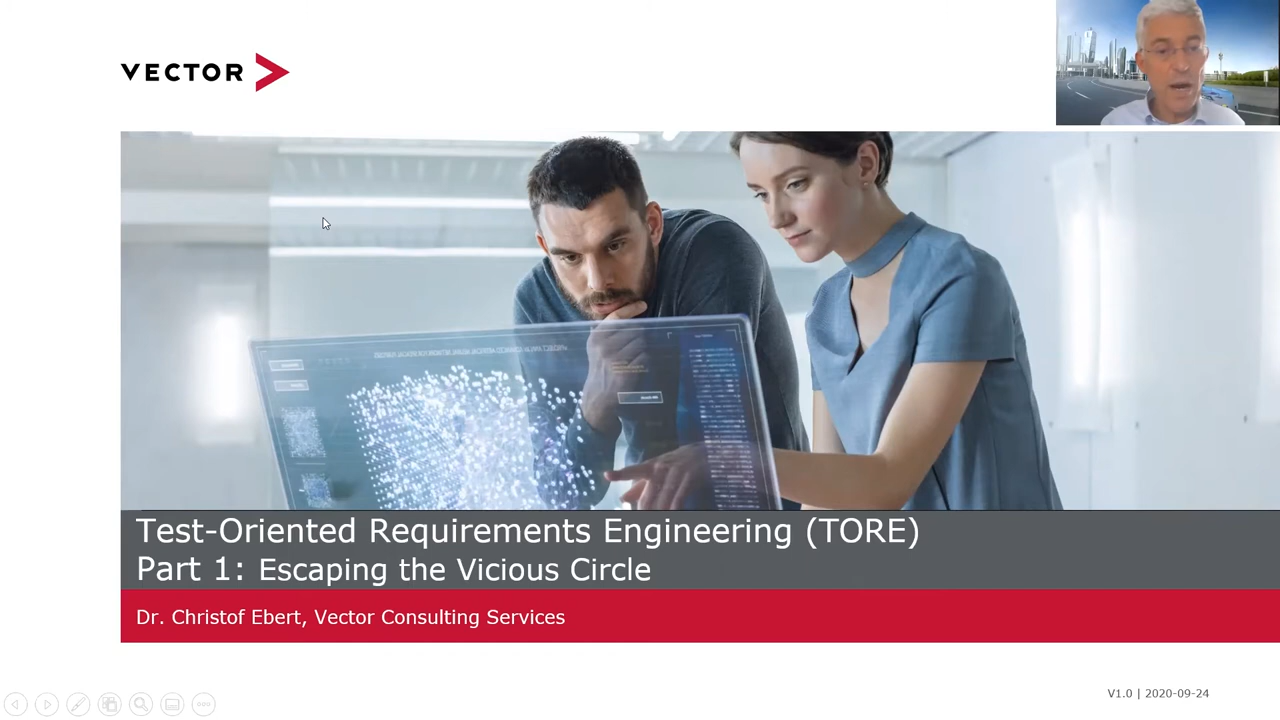 VECTOR
Test-Oriented Requirements Engineering (TORE)
Part 1: Escaping the Vicious Circle
Dr. Christof Ebert, Vector Consulting Services
V1.0 | 2020-09-24